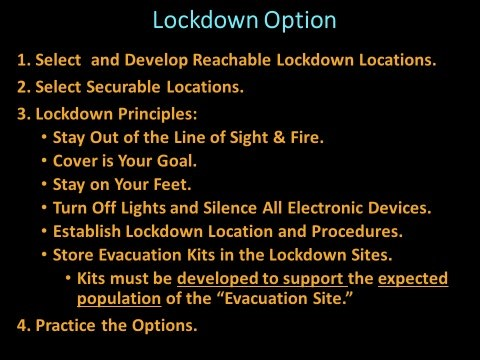 Lockdown Option
1. Select  and Develop Reachable Lockdown Locations.
2. Select Securable Locations.
3. Lockdown Principles:
• Stay Out of the Line of Sight & Fire.
• Cover is Your Goal.
• Stay on Your Feet.
• Turn Off Lights and Silence All Electronic Devices.
• Establish Lockdown Location and Procedures.
• Store Evacuation Kits in the Lockdown Sites.
• Kits must be developed to support the expected
population of the “Evacuation Site.”
4. Practice the Options.